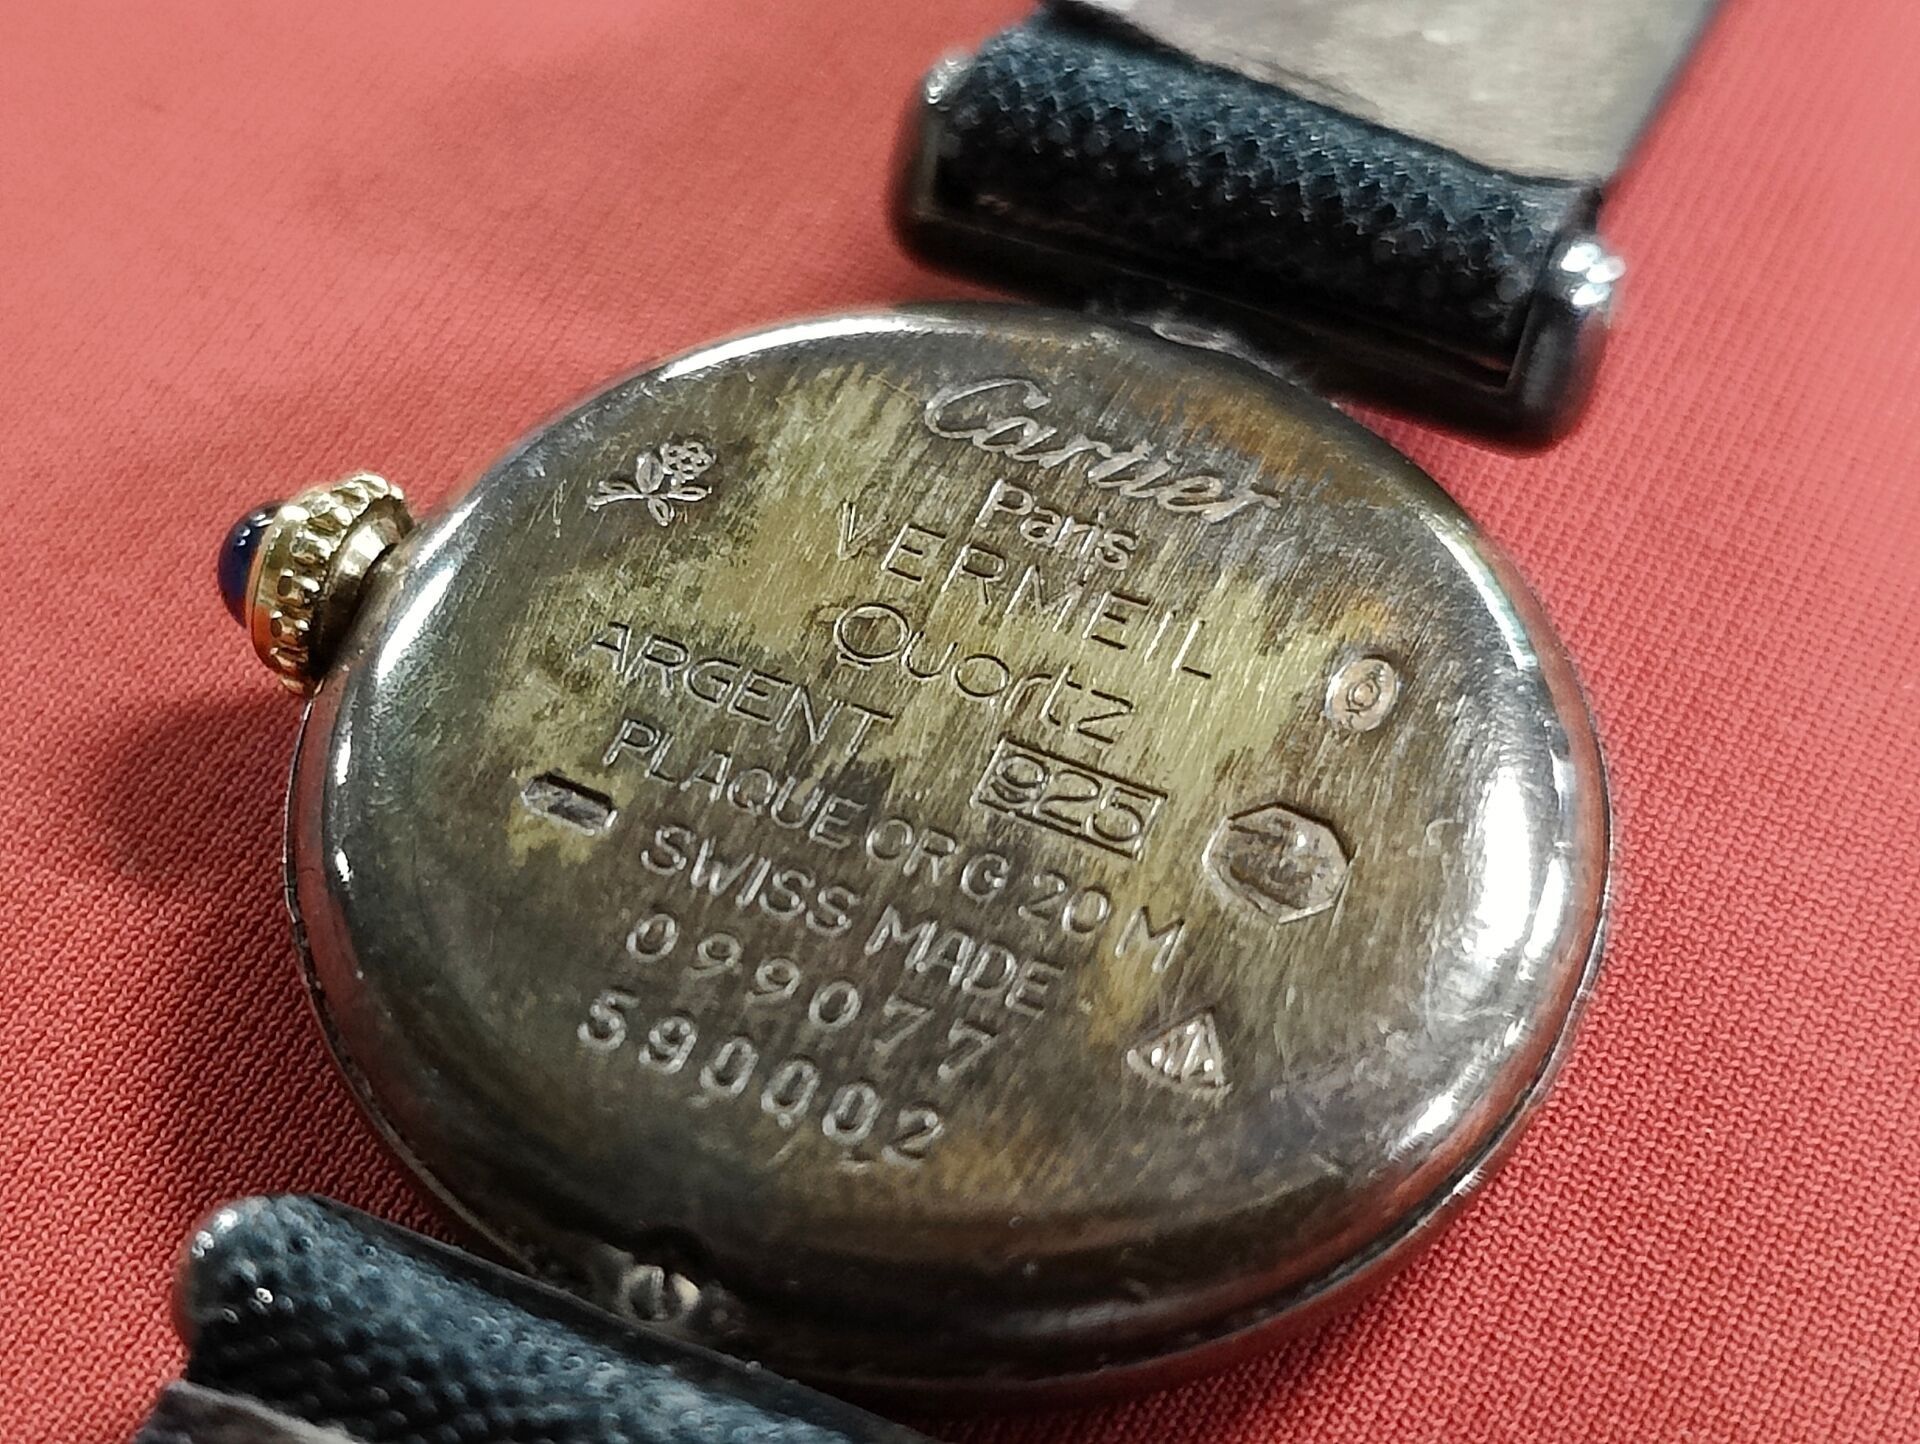 Cartier
Paris
VERMEIL
Quartz
ARGENT 925
PLAQUE OR G 20 M
SWISS MADE
099077
590002